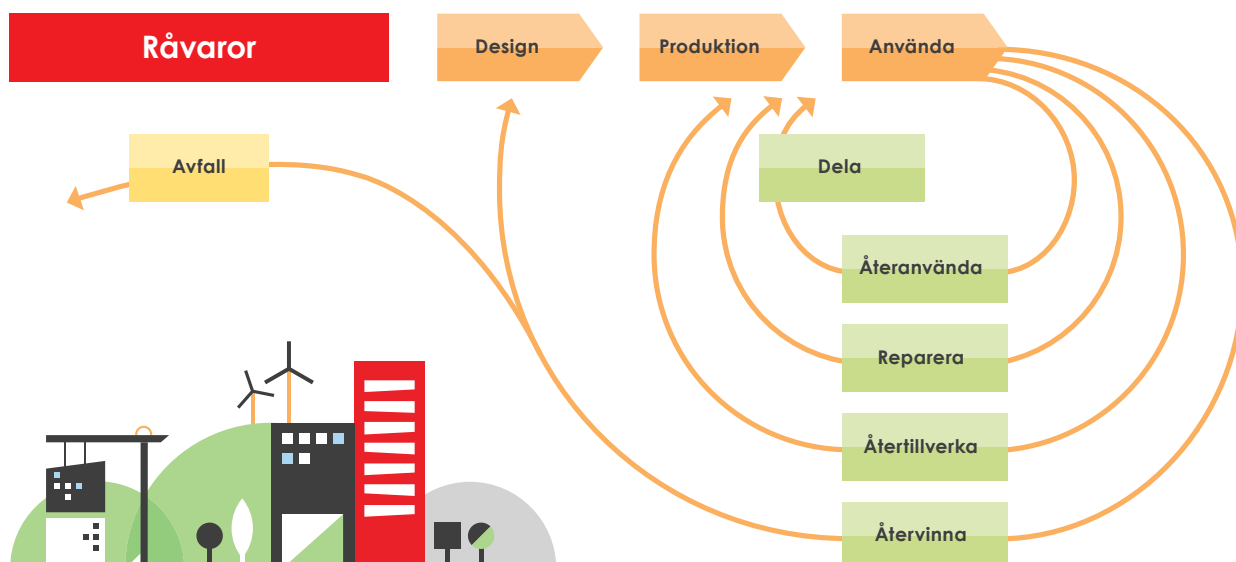 Råvaror
Design
Produktion
Använda
Avfall
Dela
Återanvända
Reparera
Återtillverka
Återvinna